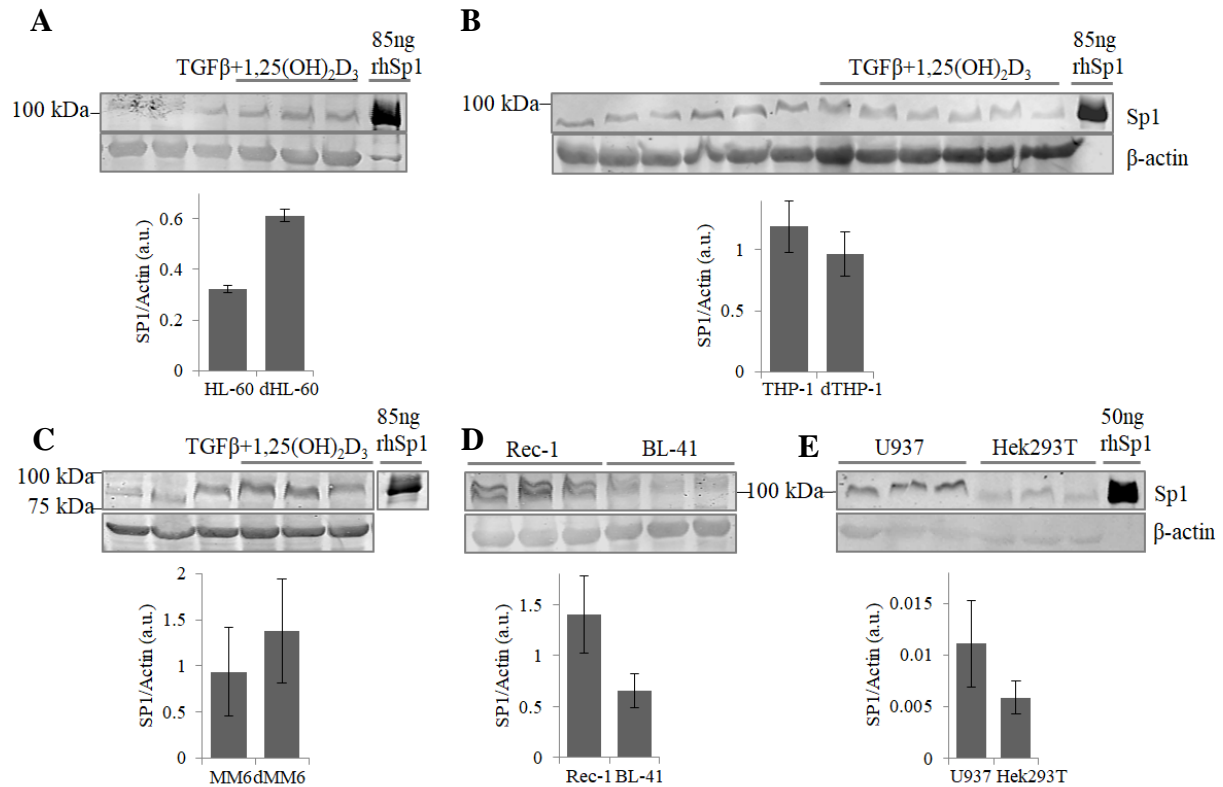 A
85ng
rhSp1
TGFβ+1,25(OH)₂D₃
100 kDa
SP1/Actin (a.u.)
0.6
0.4
0.2
0
HL-60 dHL-60
B
85ng
rhSp1
TGFβ+1,25(OH)₂D₃
100 kDa
Sp1
β-actin
SP1/Actin (a.u.)
1
0.5
0
THP-1 dTHP-1
C
85ng
rhSp1
TGFβ+1,25(OH)₂D₃
100 kDa
75 kDa
SP1/Actin (a.u.)
2
1.5
1
0.5
0
MM6 dMM6
D
Rec-1 BL-41
100 kDa
SP1/Actin (a.u.)
1.5
1
0.5
0
Rec-1 BL-41
E
50ng
rhSp1
U937 Hek293T
Sp1
β-actin
SP1/Actin (a.u.)
0.015
0.01
0.005
0
U937 Hek293T